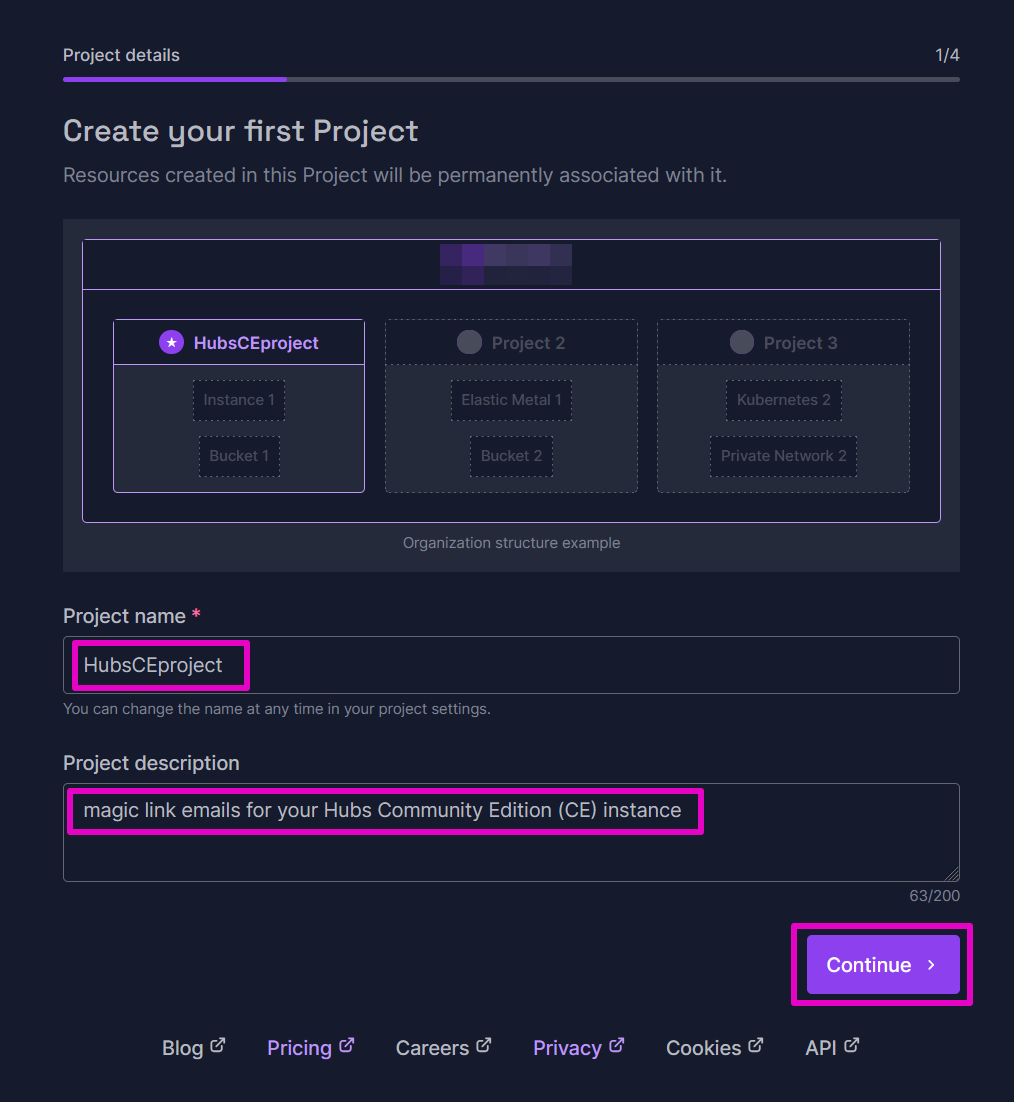 Project details 1/4
Create your first Project
Resources created in this Project will be permanently associated with it.
HubsCEproject Project 2 Project 3
Instance 1 Elastic Metal 1 Kubernetes 2
Bucket 1 Bucket 2 Private Network 2
Organization structure example
Project name *
HubsCEproject
You can change the name at any time in your project settings.
Project description
magic link emails for your Hubs Community Edition (CE) instance
63/200
Continue
Blog Pricing Careers Privacy Cookies API